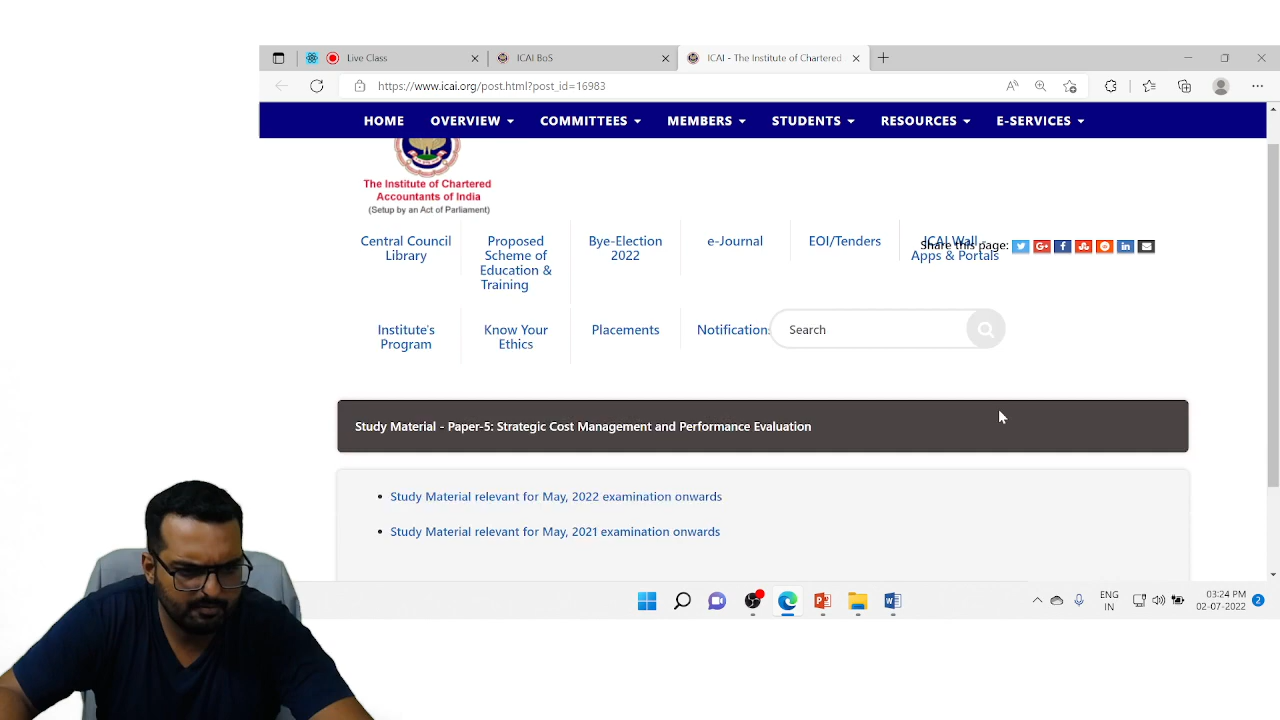 Live Class
ICAI BoS
ICAI - The Institute of Chartered
https://www.icai.org/post.html?post_id=16983
HOME OVERVIEW COMMITTEES MEMBERS STUDENTS RESOURCES E-SERVICES
The Institute of Chartered
Accountants of India
(Setup by an Act of Parliament)
Central Council
Library
Proposed
Scheme of
Education &
Training
Bye-Election
2022
e-Journal
EOI/Tenders
ICAI Wall
Apps & Portals
Share this page:
Institute's
Program
Know Your
Ethics
Placements
Notification
Search
Study Material - Paper-5: Strategic Cost Management and Performance Evaluation
Study Material relevant for May, 2022 examination onwards
Study Material relevant for May, 2021 examination onwards
ENG
IN
03:24 PM
02-07-2022
2